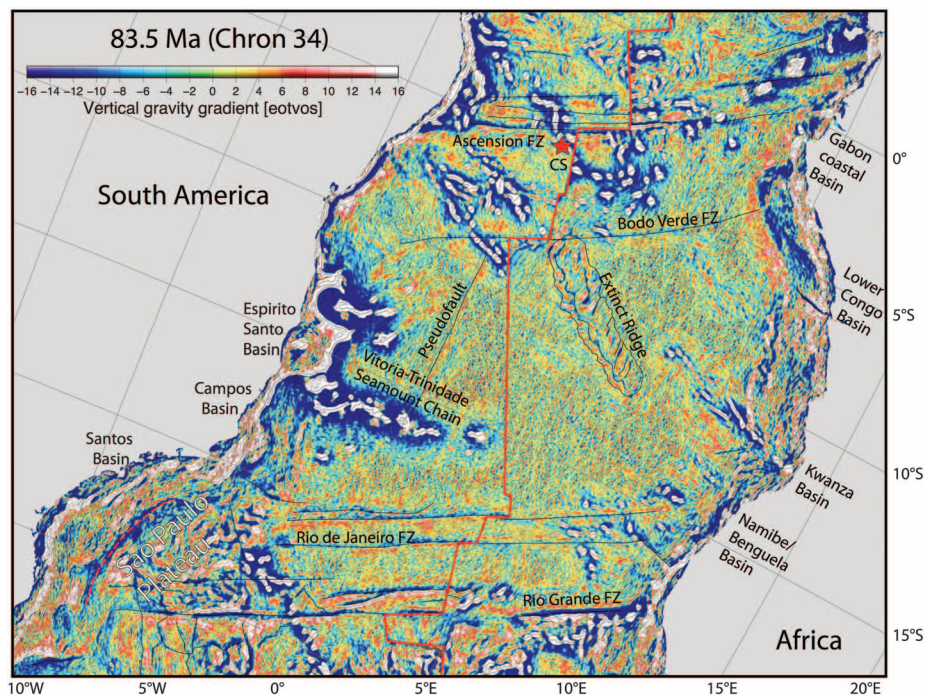 83.5 Ma (Chron 34)
−16 −14 −12 −10 −8 −6 −4 −2 0 2 4 6 8 10 12 14 16
Vertical gravity gradient [eotvos]
South America
Ascension FZ
CS
Gabon
coastal
Basin
0°
Bodo Verde FZ
Lower
Congo
Basin
5°S
Extinct Ridge
Pseudofault
Espirito
Santo
Basin
Vitoria-Trinidade
Seamount Chain
Campos
Basin
Santos
Basin
10°S
Kwanza
Basin
Sao Paulo
Plateau
Namibe/
Benguela
Basin
Rio de Janeiro FZ
Rio Grande FZ
Africa
15°S
10°W 5°W 0° 5°E 10°E 15°E 20°E